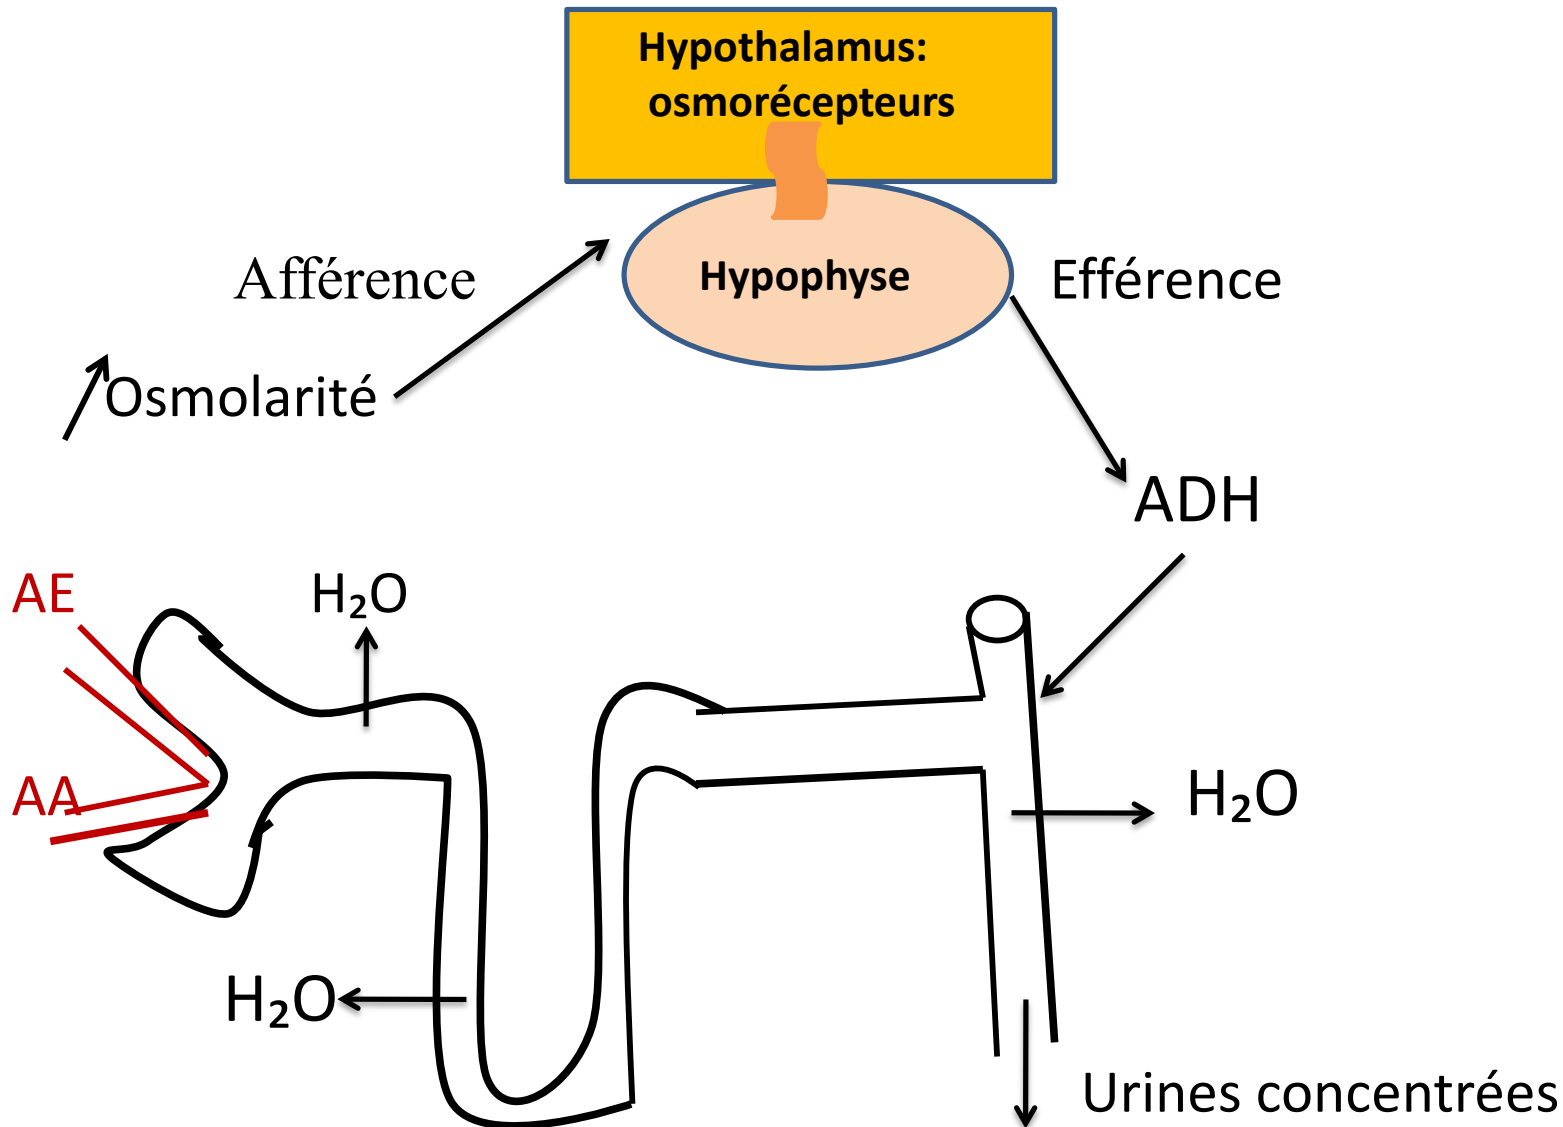 Hypothalamus:
osmorécepteurs
Hypophyse
Afférence
Efférence
Osmolarité
ADH
AE
H₂O
AA
H₂O
H₂O
Urines concentrées